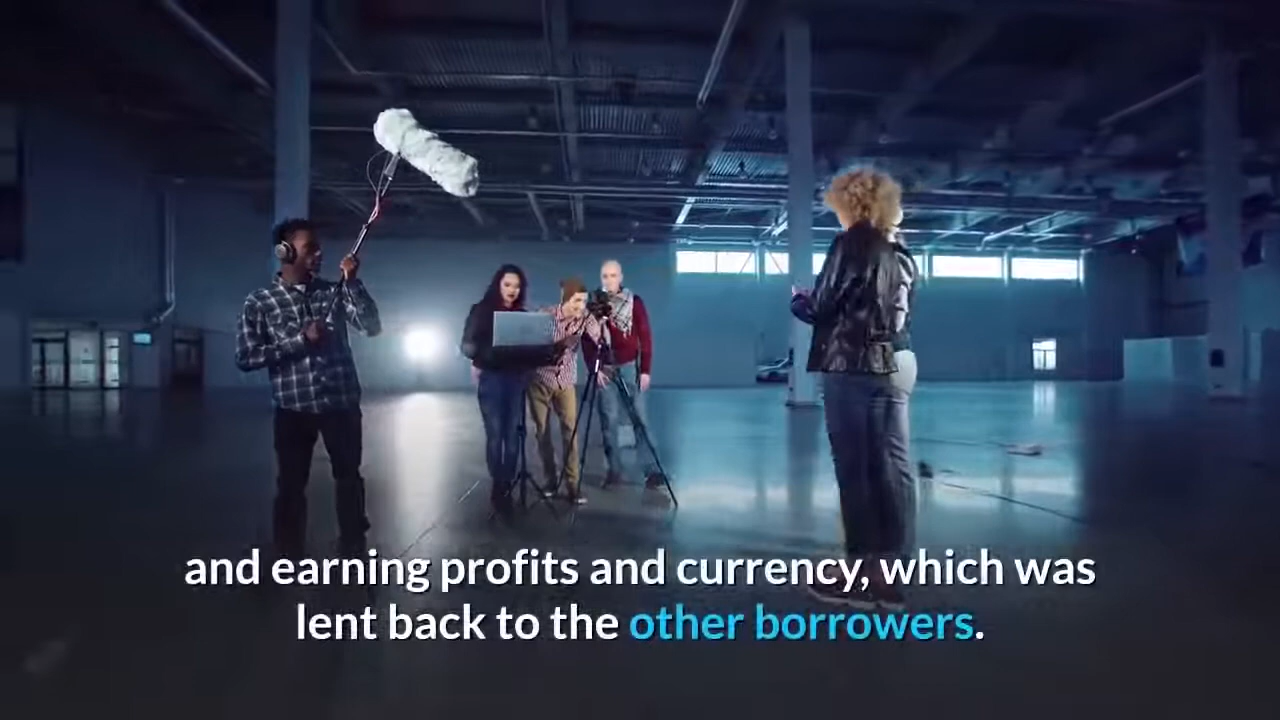 and earning profits and currency, which was
lent back to the other borrowers.